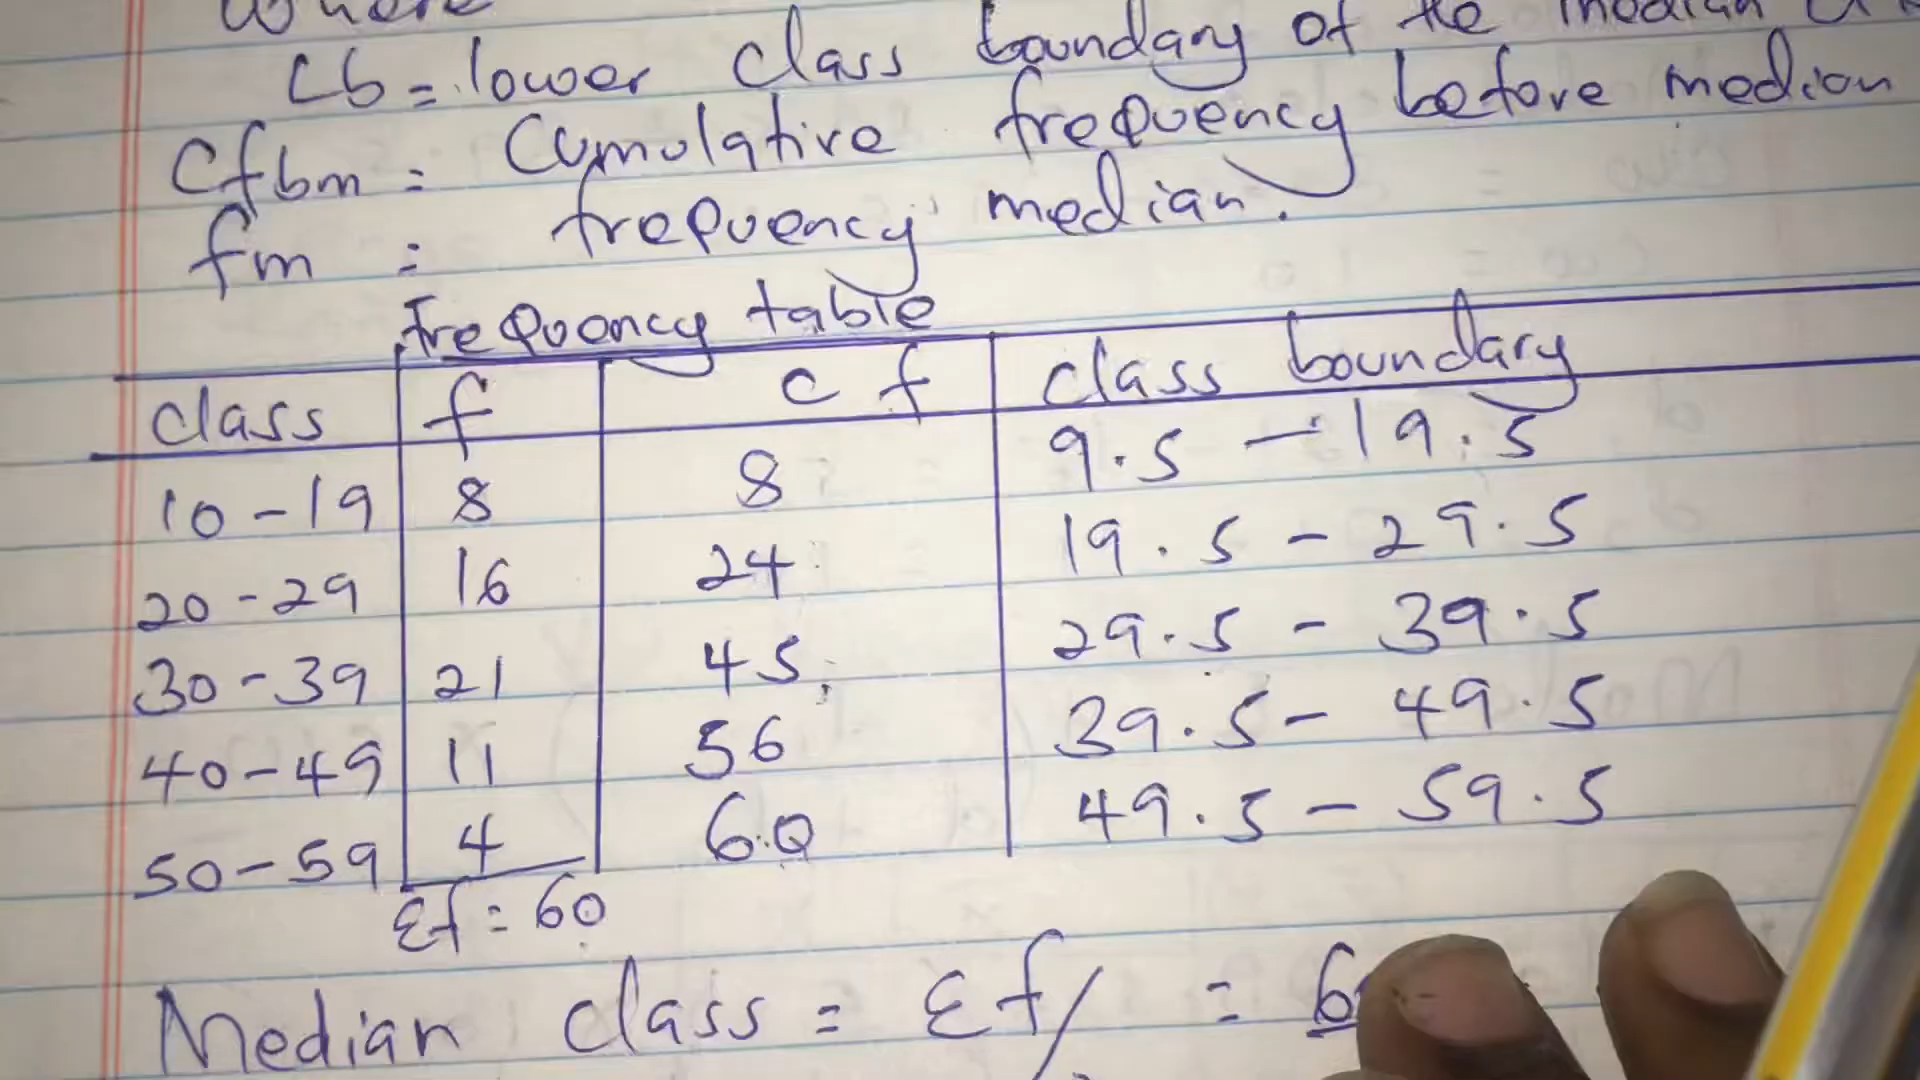 where
Lb = lower class boundary of the median
Cfbm = Cumulative frequency before median
fm = frequency median.
Frequency table
class f c f class boundary
10-19 8 8 9.5 - 19.5
20-29 16 24 19.5 - 29.5
30-39 21 45 29.5 - 39.5
40-49 11 56 39.5 - 49.5
50-59 4 60 49.5 - 59.5
Σf = 60
Median class = Σf/ = 6